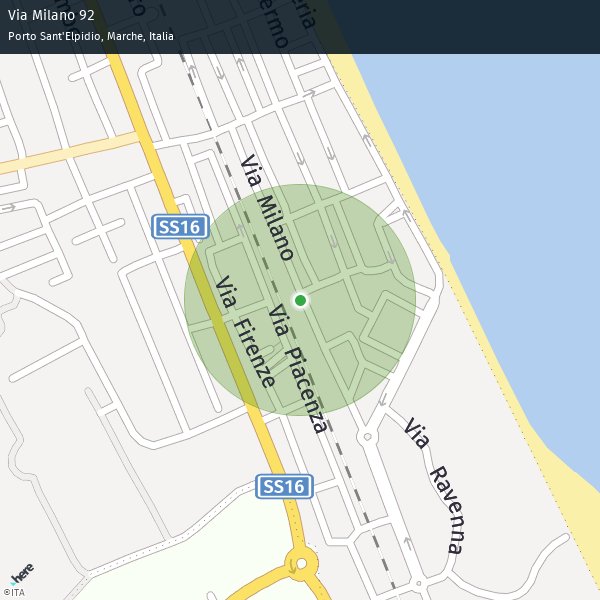 Via Milano 92
Porto Sant'Elpidio, Marche, Italia
Via Milano
SS16
Via Firenze
Via Piacenza
Via Ravenna
SS16
here
©ITA